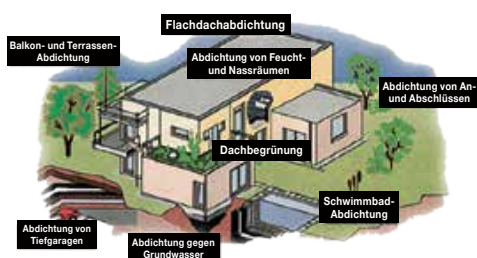 Flachdachabdichtung
Balkon- und Terrassen-
Abdichtung
Abdichtung von Feucht-
und Nassräumen
Abdichtung von An-
und Abschlüssen
Dachbegrünung
Schwimmbad-
Abdichtung
Abdichtung von
Tiefgaragen
Abdichtung gegen
Grundwasser